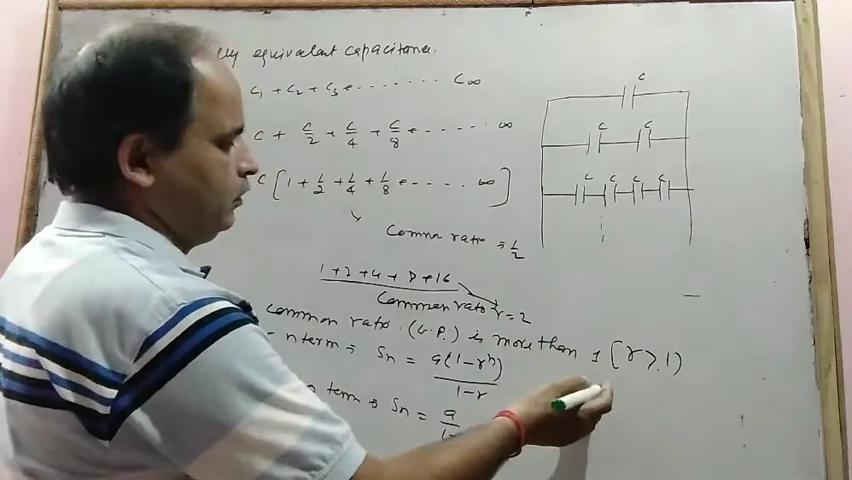 equivalent capacitance.
C₁ + C₂ + C₃ + ........ C∞
C + C/2 + C/4 + C/8 + ...... ∞
C [ 1 + 1/2 + 1/4 + 1/8 + ..... ∞ ]
ratio = 1/2
1 + 2 + 4 + 8 + 16
Common ratio r = 2
common ratio (G.P.) is more than 1 [r > 1)
n term = Sn = a(1-rⁿ)/1-r
term Sn = a/1-
C
C C
C C C C